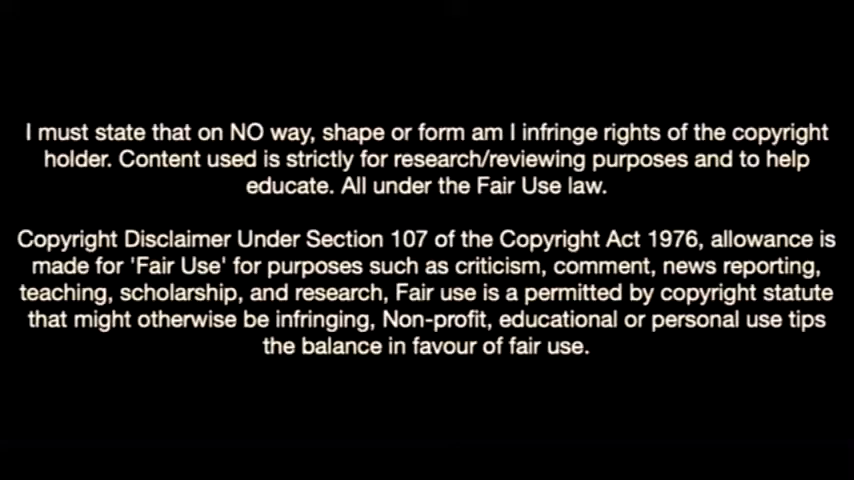 I must state that on NO way, shape or form am I infringe rights of the copyright
holder. Content used is strictly for research/reviewing purposes and to help
educate. All under the Fair Use law.
Copyright Disclaimer Under Section 107 of the Copyright Act 1976, allowance is
made for 'Fair Use' for purposes such as criticism, comment, news reporting,
teaching, scholarship, and research, Fair use is a permitted by copyright statute
that might otherwise be infringing, Non-profit, educational or personal use tips
the balance in favour of fair use.